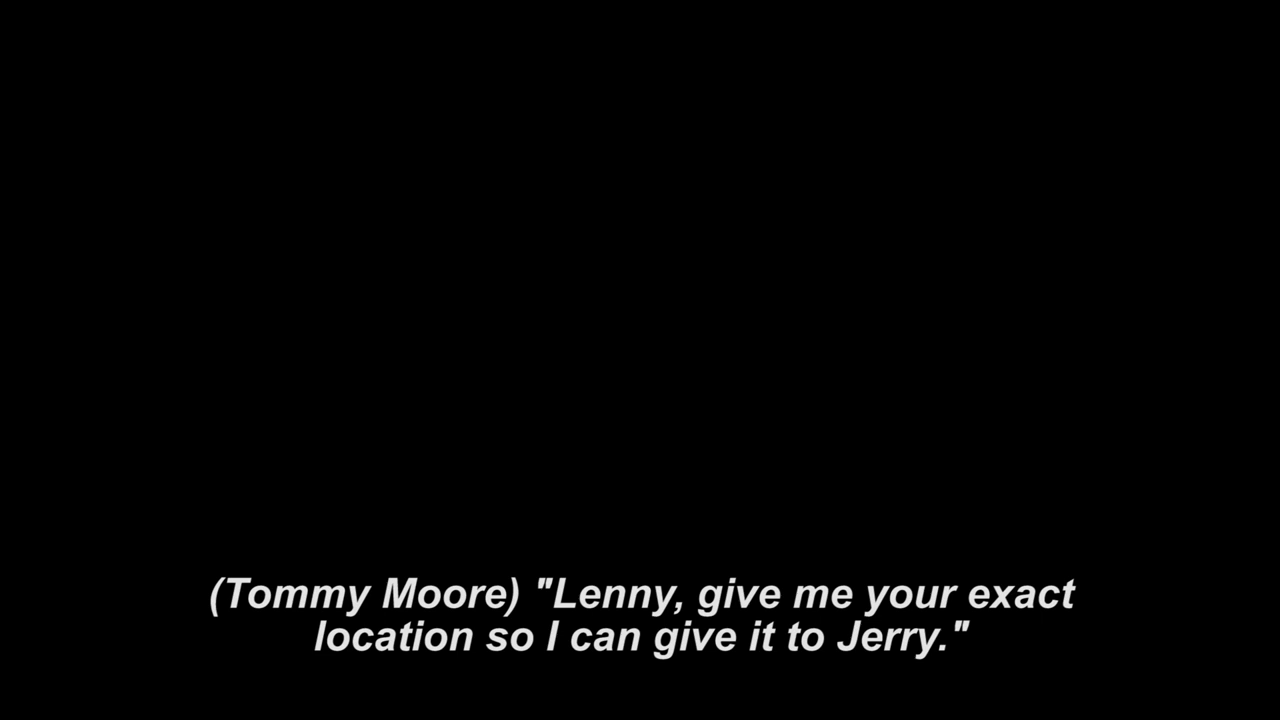 (Tommy Moore) "Lenny, give me your exact
location so I can give it to Jerry."